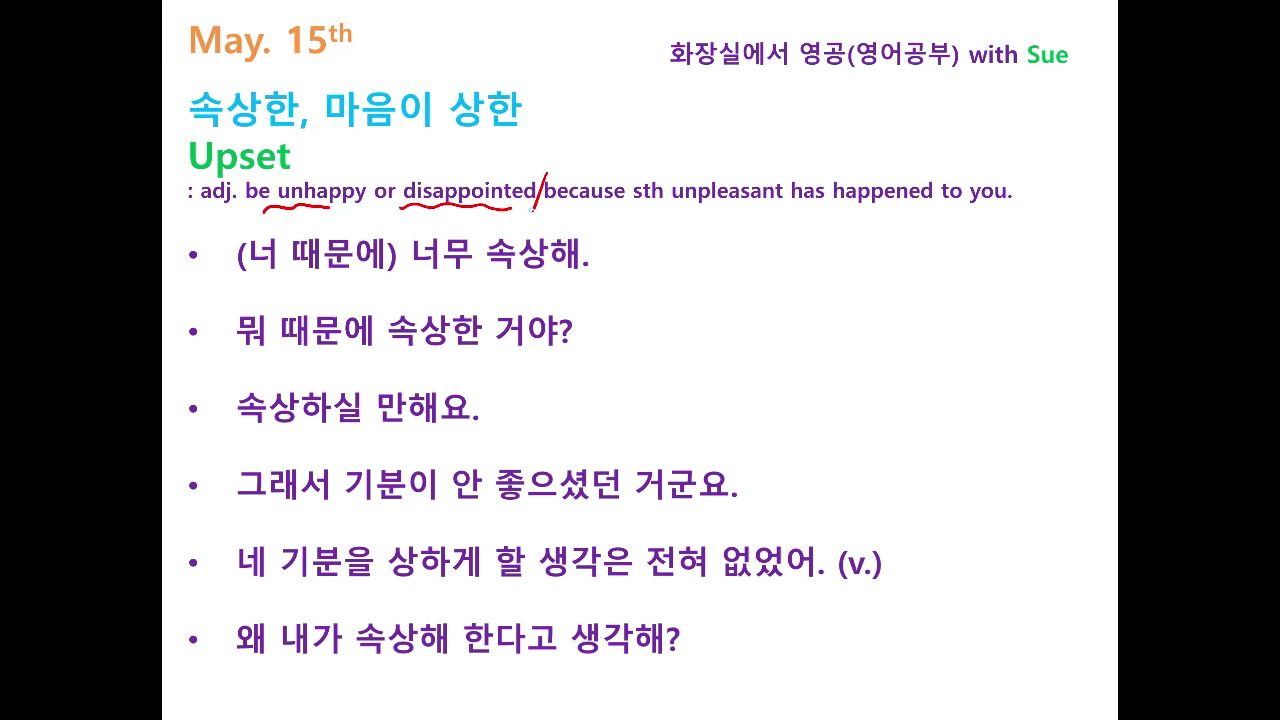 May. 15th
화장실에서 영공(영어공부) with Sue
속상한, 마음이 상한
Upset
: adj. be unhappy or disappointed because sth unpleasant has happened to you.
• (너 때문에) 너무 속상해.
• 뭐 때문에 속상한 거야?
• 속상하실 만해요.
• 그래서 기분이 안 좋으셨던 거군요.
• 네 기분을 상하게 할 생각은 전혀 없었어. (v.)
• 왜 내가 속상해 한다고 생각해?